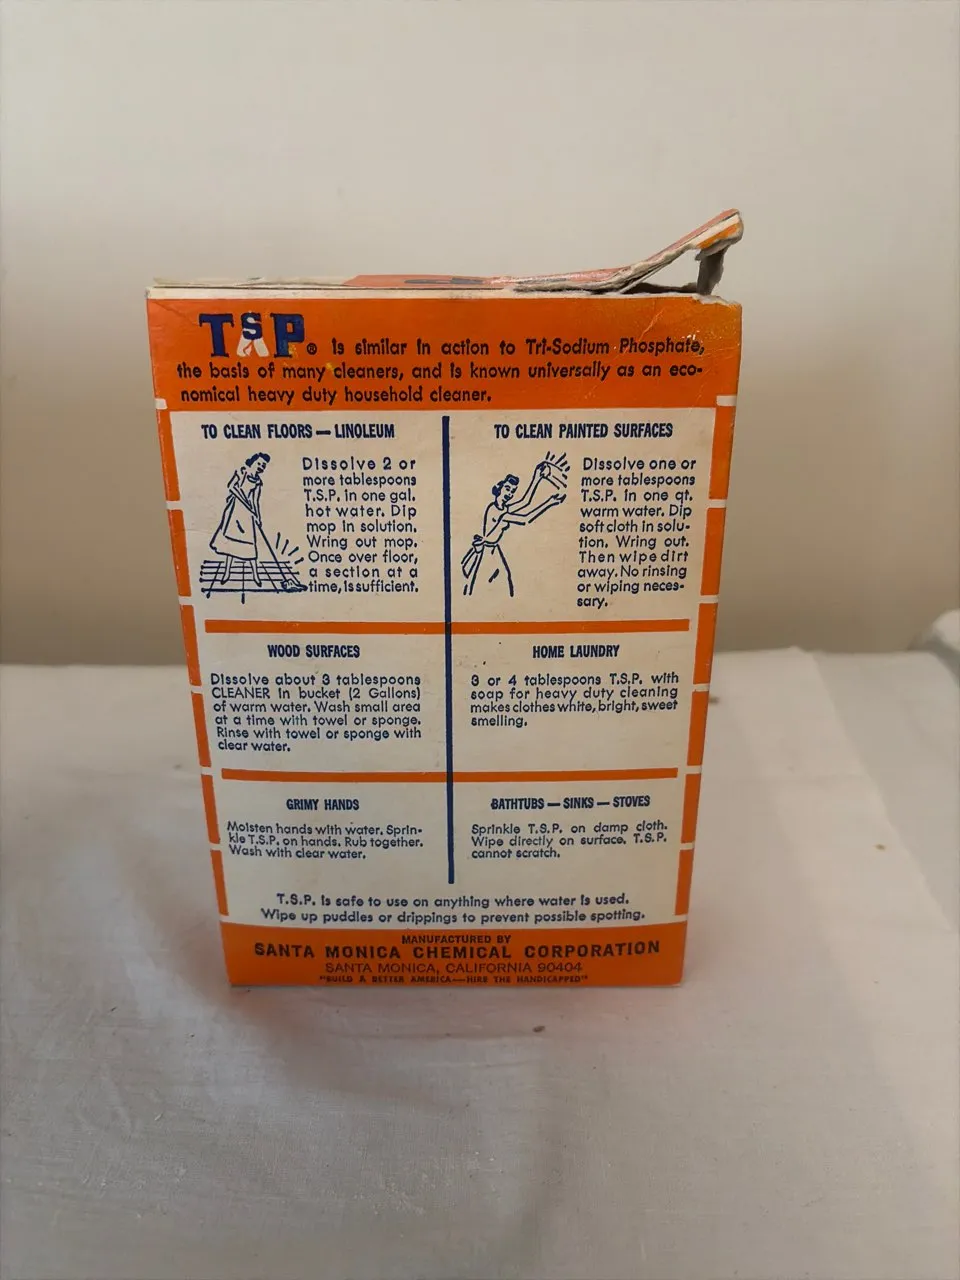 TSP® is similar in action to Tri-Sodium Phosphate,
the basis of many cleaners, and is known universally as an eco-
nomical heavy duty household cleaner.
TO CLEAN FLOORS — LINOLEUM
Dissolve 2 or
more tablespoons
T.S.P. in one gal.
hot water. Dip
mop in solution.
Wring out mop.
Once over floor,
a section at a
time, is sufficient.
TO CLEAN PAINTED SURFACES
Dissolve one or
more tablespoons
T.S.P. in one qt.
warm water. Dip
soft cloth in solu-
tion. Wring out.
Then wipe dirt
away. No rinsing
or wiping neces-
sary.
WOOD SURFACES
Dissolve about 3 tablespoons
CLEANER in bucket (2 Gallons)
of warm water. Wash small area
at a time with towel or sponge.
Rinse with towel or sponge with
clear water.
HOME LAUNDRY
3 or 4 tablespoons T.S.P. with
soap for heavy duty cleaning
makes clothes white, bright, sweet
smelling.
GRIMY HANDS
Moisten hands with water. Sprin-
kle T.S.P. on hands. Rub together.
Wash with clear water.
BATHTUBS — SINKS — STOVES
Sprinkle T.S.P. on damp cloth.
Wipe directly on surface. T.S.P.
cannot scratch.
T.S.P. is safe to use on anything where water is used.
Wipe up puddles or drippings to prevent possible spotting.
MANUFACTURED BY
SANTA MONICA CHEMICAL CORPORATION
SANTA MONICA, CALIFORNIA 90404
"BUILD A BETTER AMERICA—HIRE THE HANDICAPPED"